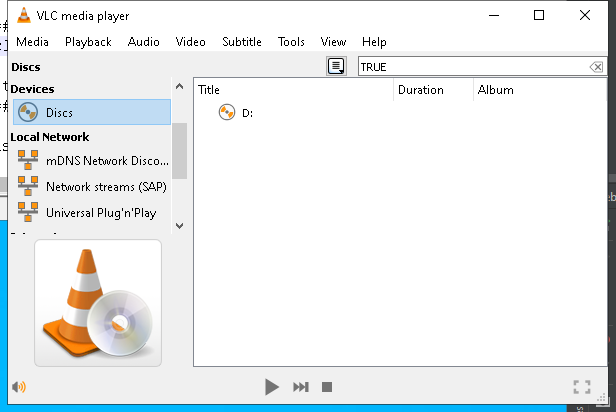 VLC media player
Media Playback Audio Video Subtitle Tools View Help
Discs
TRUE
Devices
Discs
Local Network
mDNS Network Disco...
Network streams (SAP)
Universal Plug'n'Play
Title Duration Album
D: